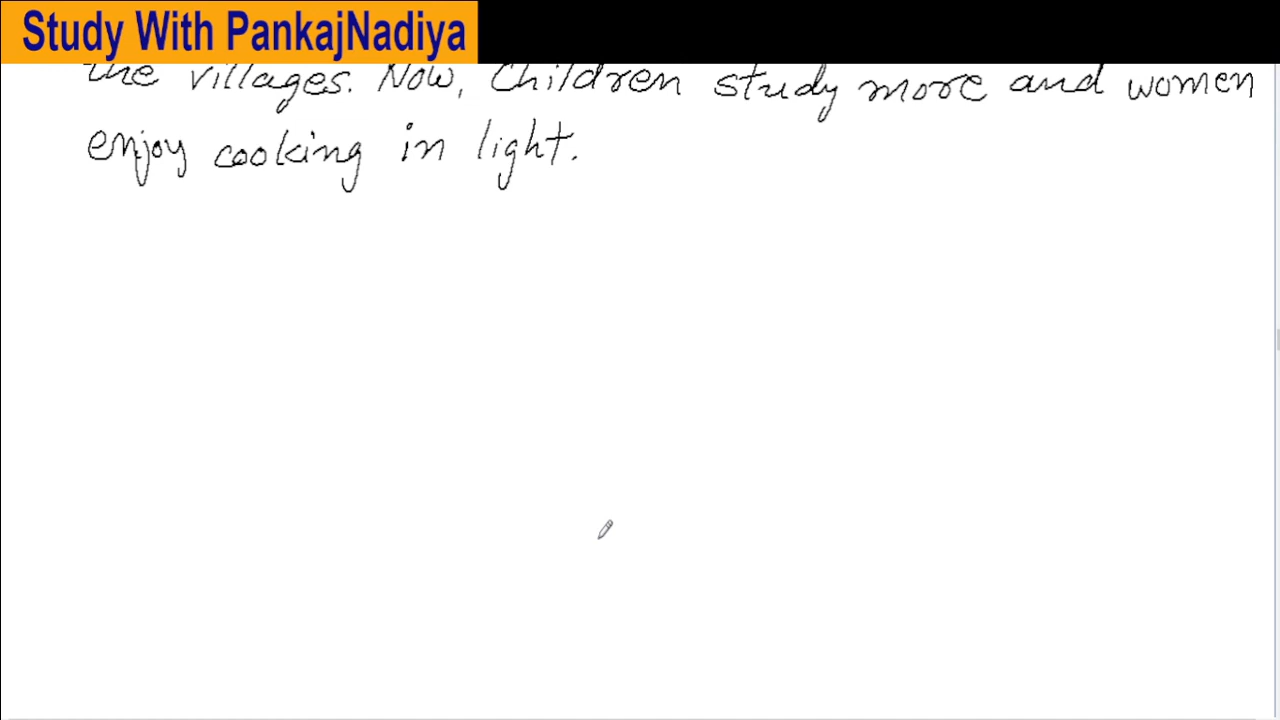 Study With PankajNadiya
the villages. Now, Children study more and women
enjoy cooking in light.